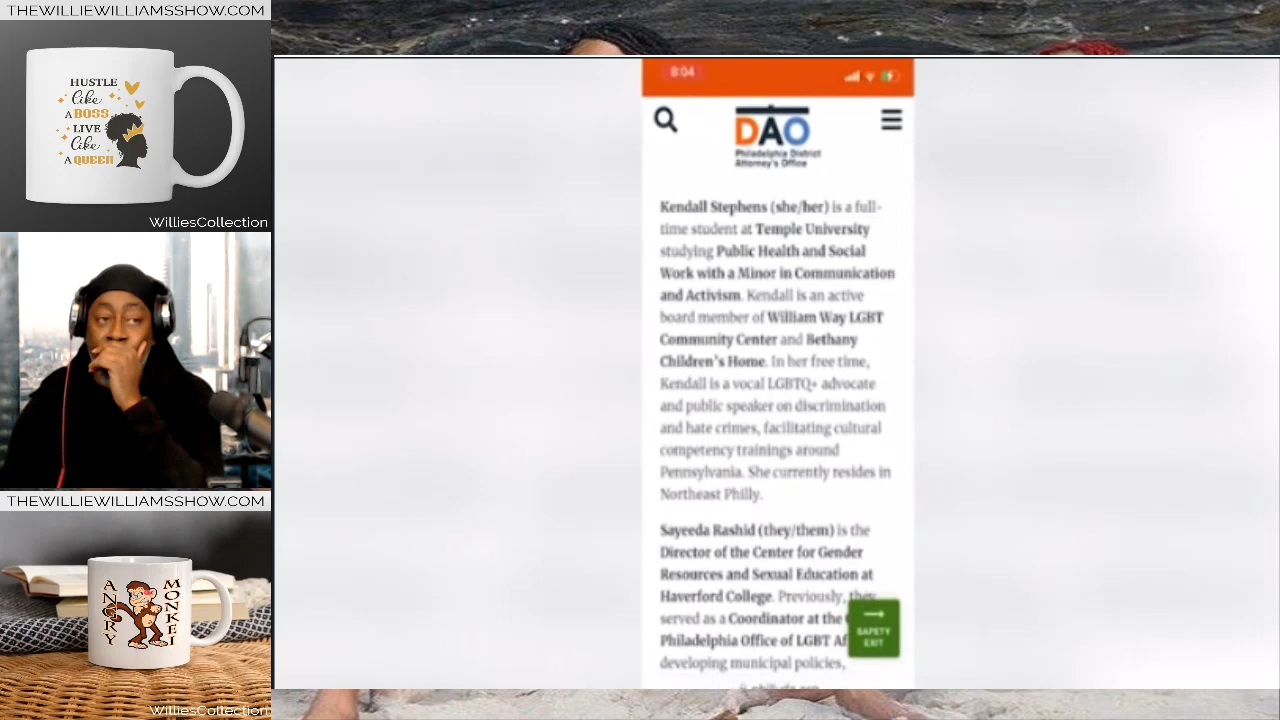 THEWILLIEWILLIAMSSHOW.COM
HUSTLE
Like
A BOSS
LIVE
Like
A QUEEN
WilliesCollection
THEWILLIEWILLIAMSSHOW.COM
ANGRY
MONKEI
WilliesCollection
8:04
DAO
Philadelphia District
Attorney's Office
Kendall Stephens (she/her) is a full-
time student at Temple University
studying Public Health and Social
Work with a Minor in Communication
and Activism. Kendall is an active
board member of William Way LGBT
Community Center and Bethany
Children's Home. In her free time,
Kendall is a vocal LGBTQ+ advocate
and public speaker on discrimination
and hate crimes, facilitating cultural
competency trainings around
Pennsylvania. She currently resides in
Northeast Philly.
Sayeeda Rashid (they/them) is the
Director of the Center for Gender
Resources and Sexual Education at
Haverford College. Previously, they
served as a Coordinator at the
Philadelphia Office of LGBT Af
developing municipal policies,
SAFETY
EXIT